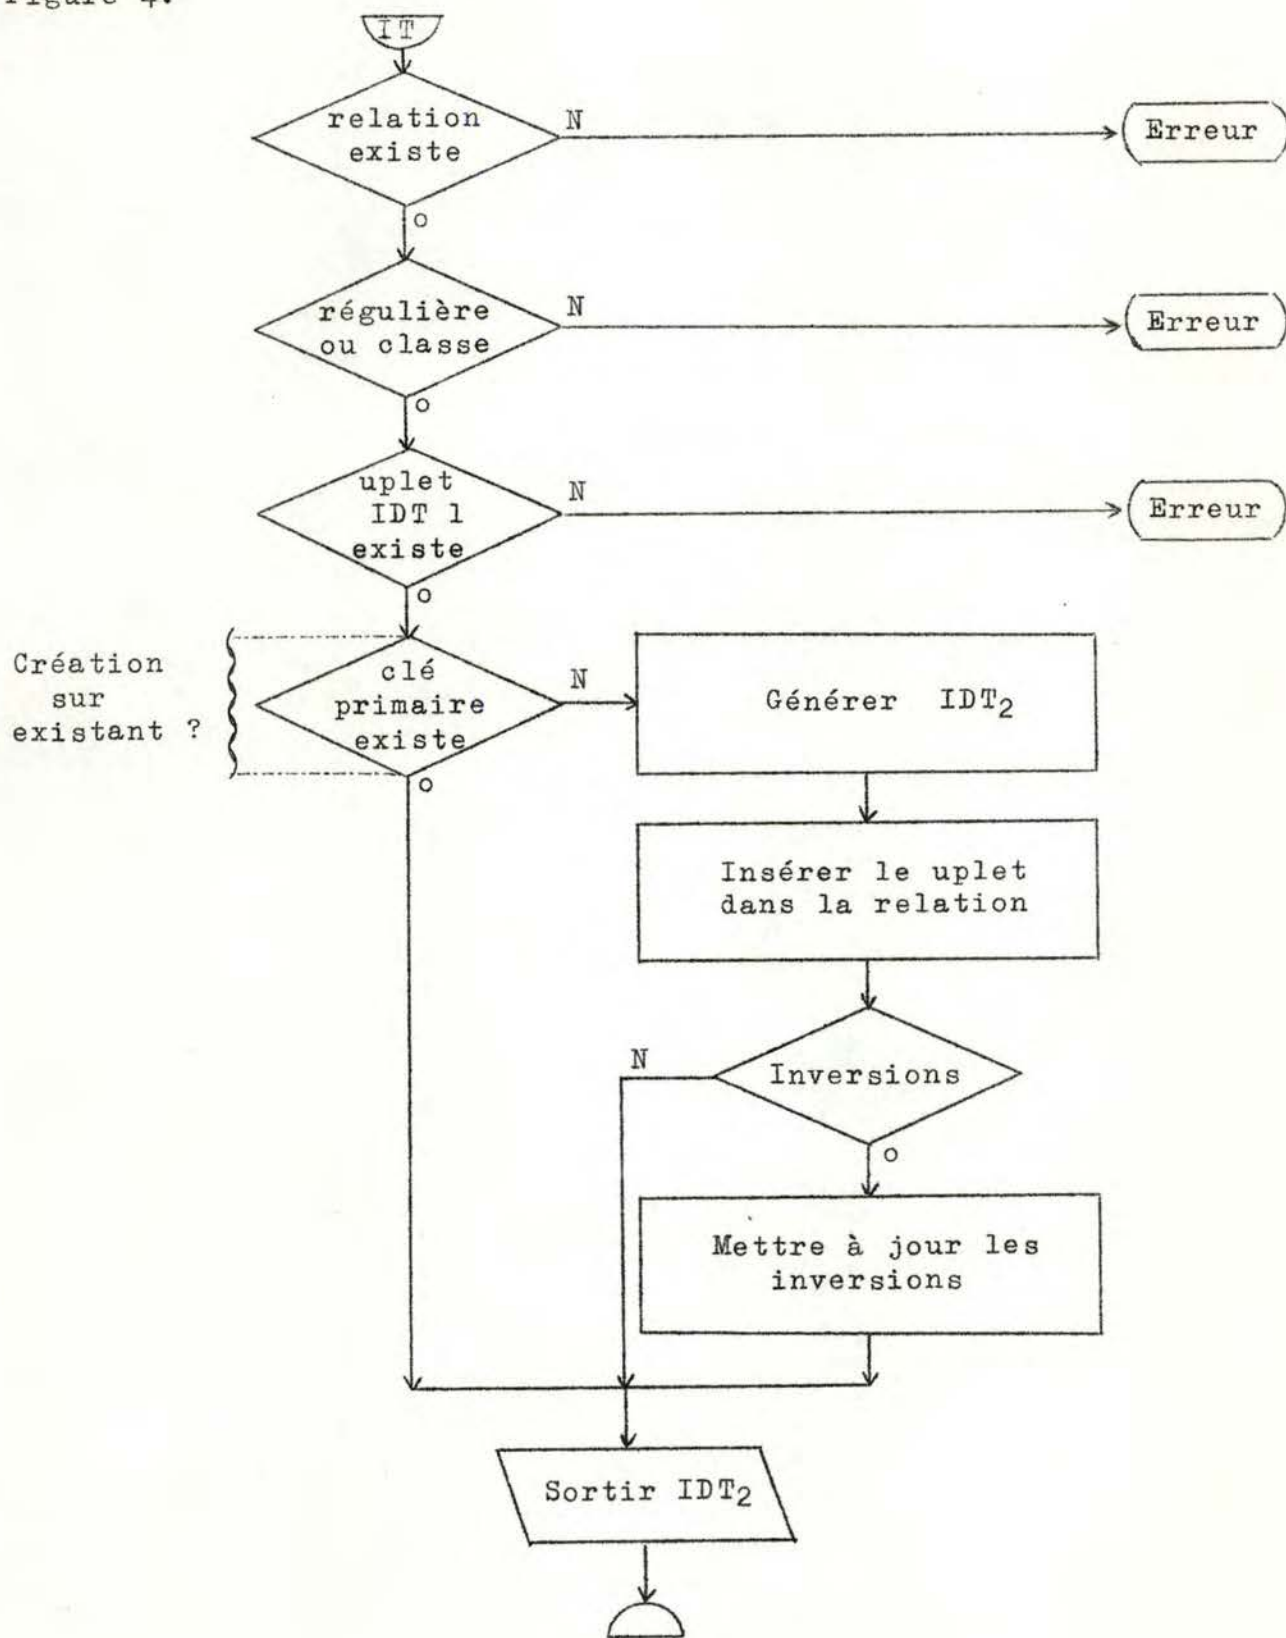 Figure 4.
IT
relation
existe
N
Erreur
o
régulière
ou classe
N
Erreur
o
uplet
IDT 1
existe
N
Erreur
o
Création
sur
existant ?
clé
primaire
existe
N
Générer IDT₂
o
Insérer le uplet
dans la relation
N
Inversions
o
Mettre à jour les
inversions
Sortir IDT₂